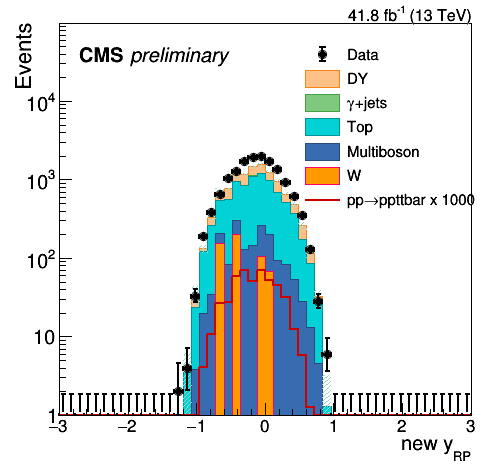 41.8 fb⁻¹ (13 TeV)
Events
CMS preliminary
Data
DY
γ+jets
Top
Multiboson
W
pp→ppttbar x 1000
10⁴
10³
10²
10
1
−3 −2 −1 0 1 2 3
new y_RP